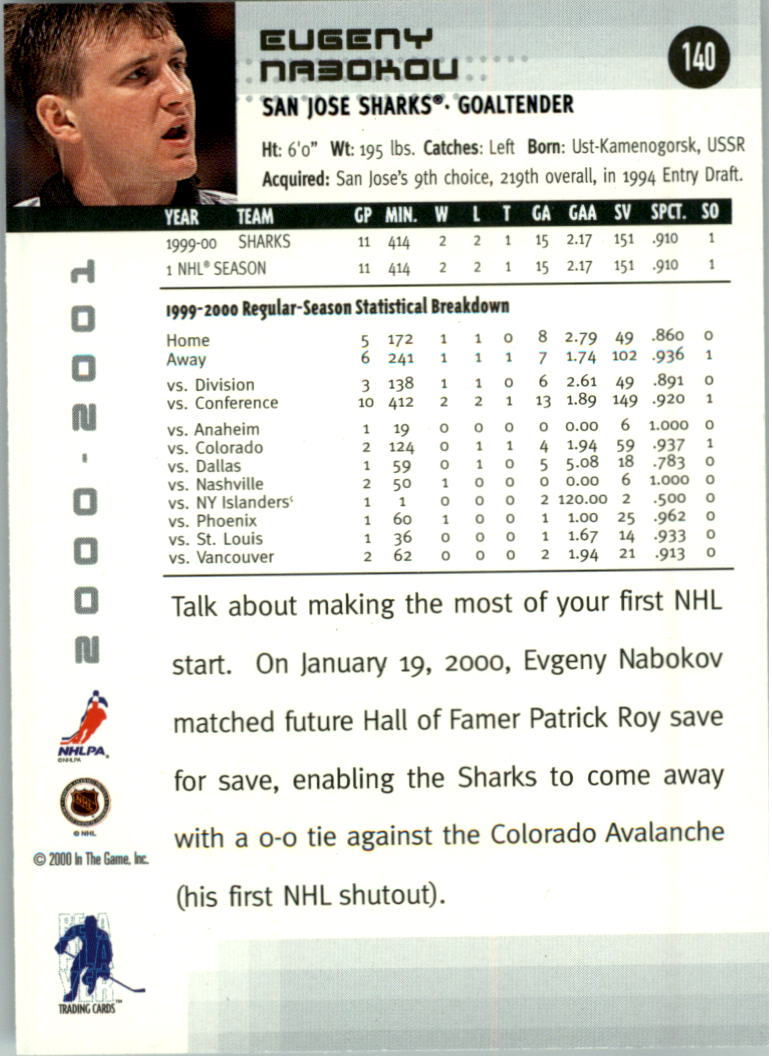 EVGENY
NABOKOV
140
SAN JOSE SHARKS®· GOALTENDER
Ht: 6'0" Wt: 195 lbs. Catches: Left Born: Ust-Kamenogorsk, USSR
Acquired: San Jose's 9th choice, 219th overall, in 1994 Entry Draft.
YEAR TEAM GP MIN. W L T GA GAA SV SPCT. SO
1999-00 SHARKS 11 414 2 2 1 15 2.17 151 .910 1
1 NHL® SEASON 11 414 2 2 1 15 2.17 151 .910 1
1999-2000 Regular-Season Statistical Breakdown
Home 5 172 1 1 0 8 2.79 49 .860 0
Away 6 241 1 1 1 7 1.74 102 .936 1
vs. Division 3 138 1 1 0 6 2.61 49 .891 0
vs. Conference 10 412 2 2 1 13 1.89 149 .920 1
vs. Anaheim 1 19 0 0 0 0 0.00 6 1.000 0
vs. Colorado 2 124 0 1 1 4 1.94 59 .937 1
vs. Dallas 1 59 0 1 0 5 5.08 18 .783 0
vs. Nashville 2 50 1 0 0 0 0.00 6 1.000 0
vs. NY Islanders 1 1 0 0 0 2 120.00 2 .500 0
vs. Phoenix 1 60 1 0 0 1 1.00 25 .962 0
vs. St. Louis 1 36 0 0 0 1 1.67 14 .933 0
vs. Vancouver 2 62 0 0 0 2 1.94 21 .913 0
Talk about making the most of your first NHL
start. On January 19, 2000, Evgeny Nabokov
matched future Hall of Famer Patrick Roy save
for save, enabling the Sharks to come away
with a 0-0 tie against the Colorado Avalanche
(his first NHL shutout).
2000-2001
NHLPA®
©NHLPA
NHL
© NHL
© 2000 In The Game, Inc.
BE A
PLAYER
TRADING CARDS™